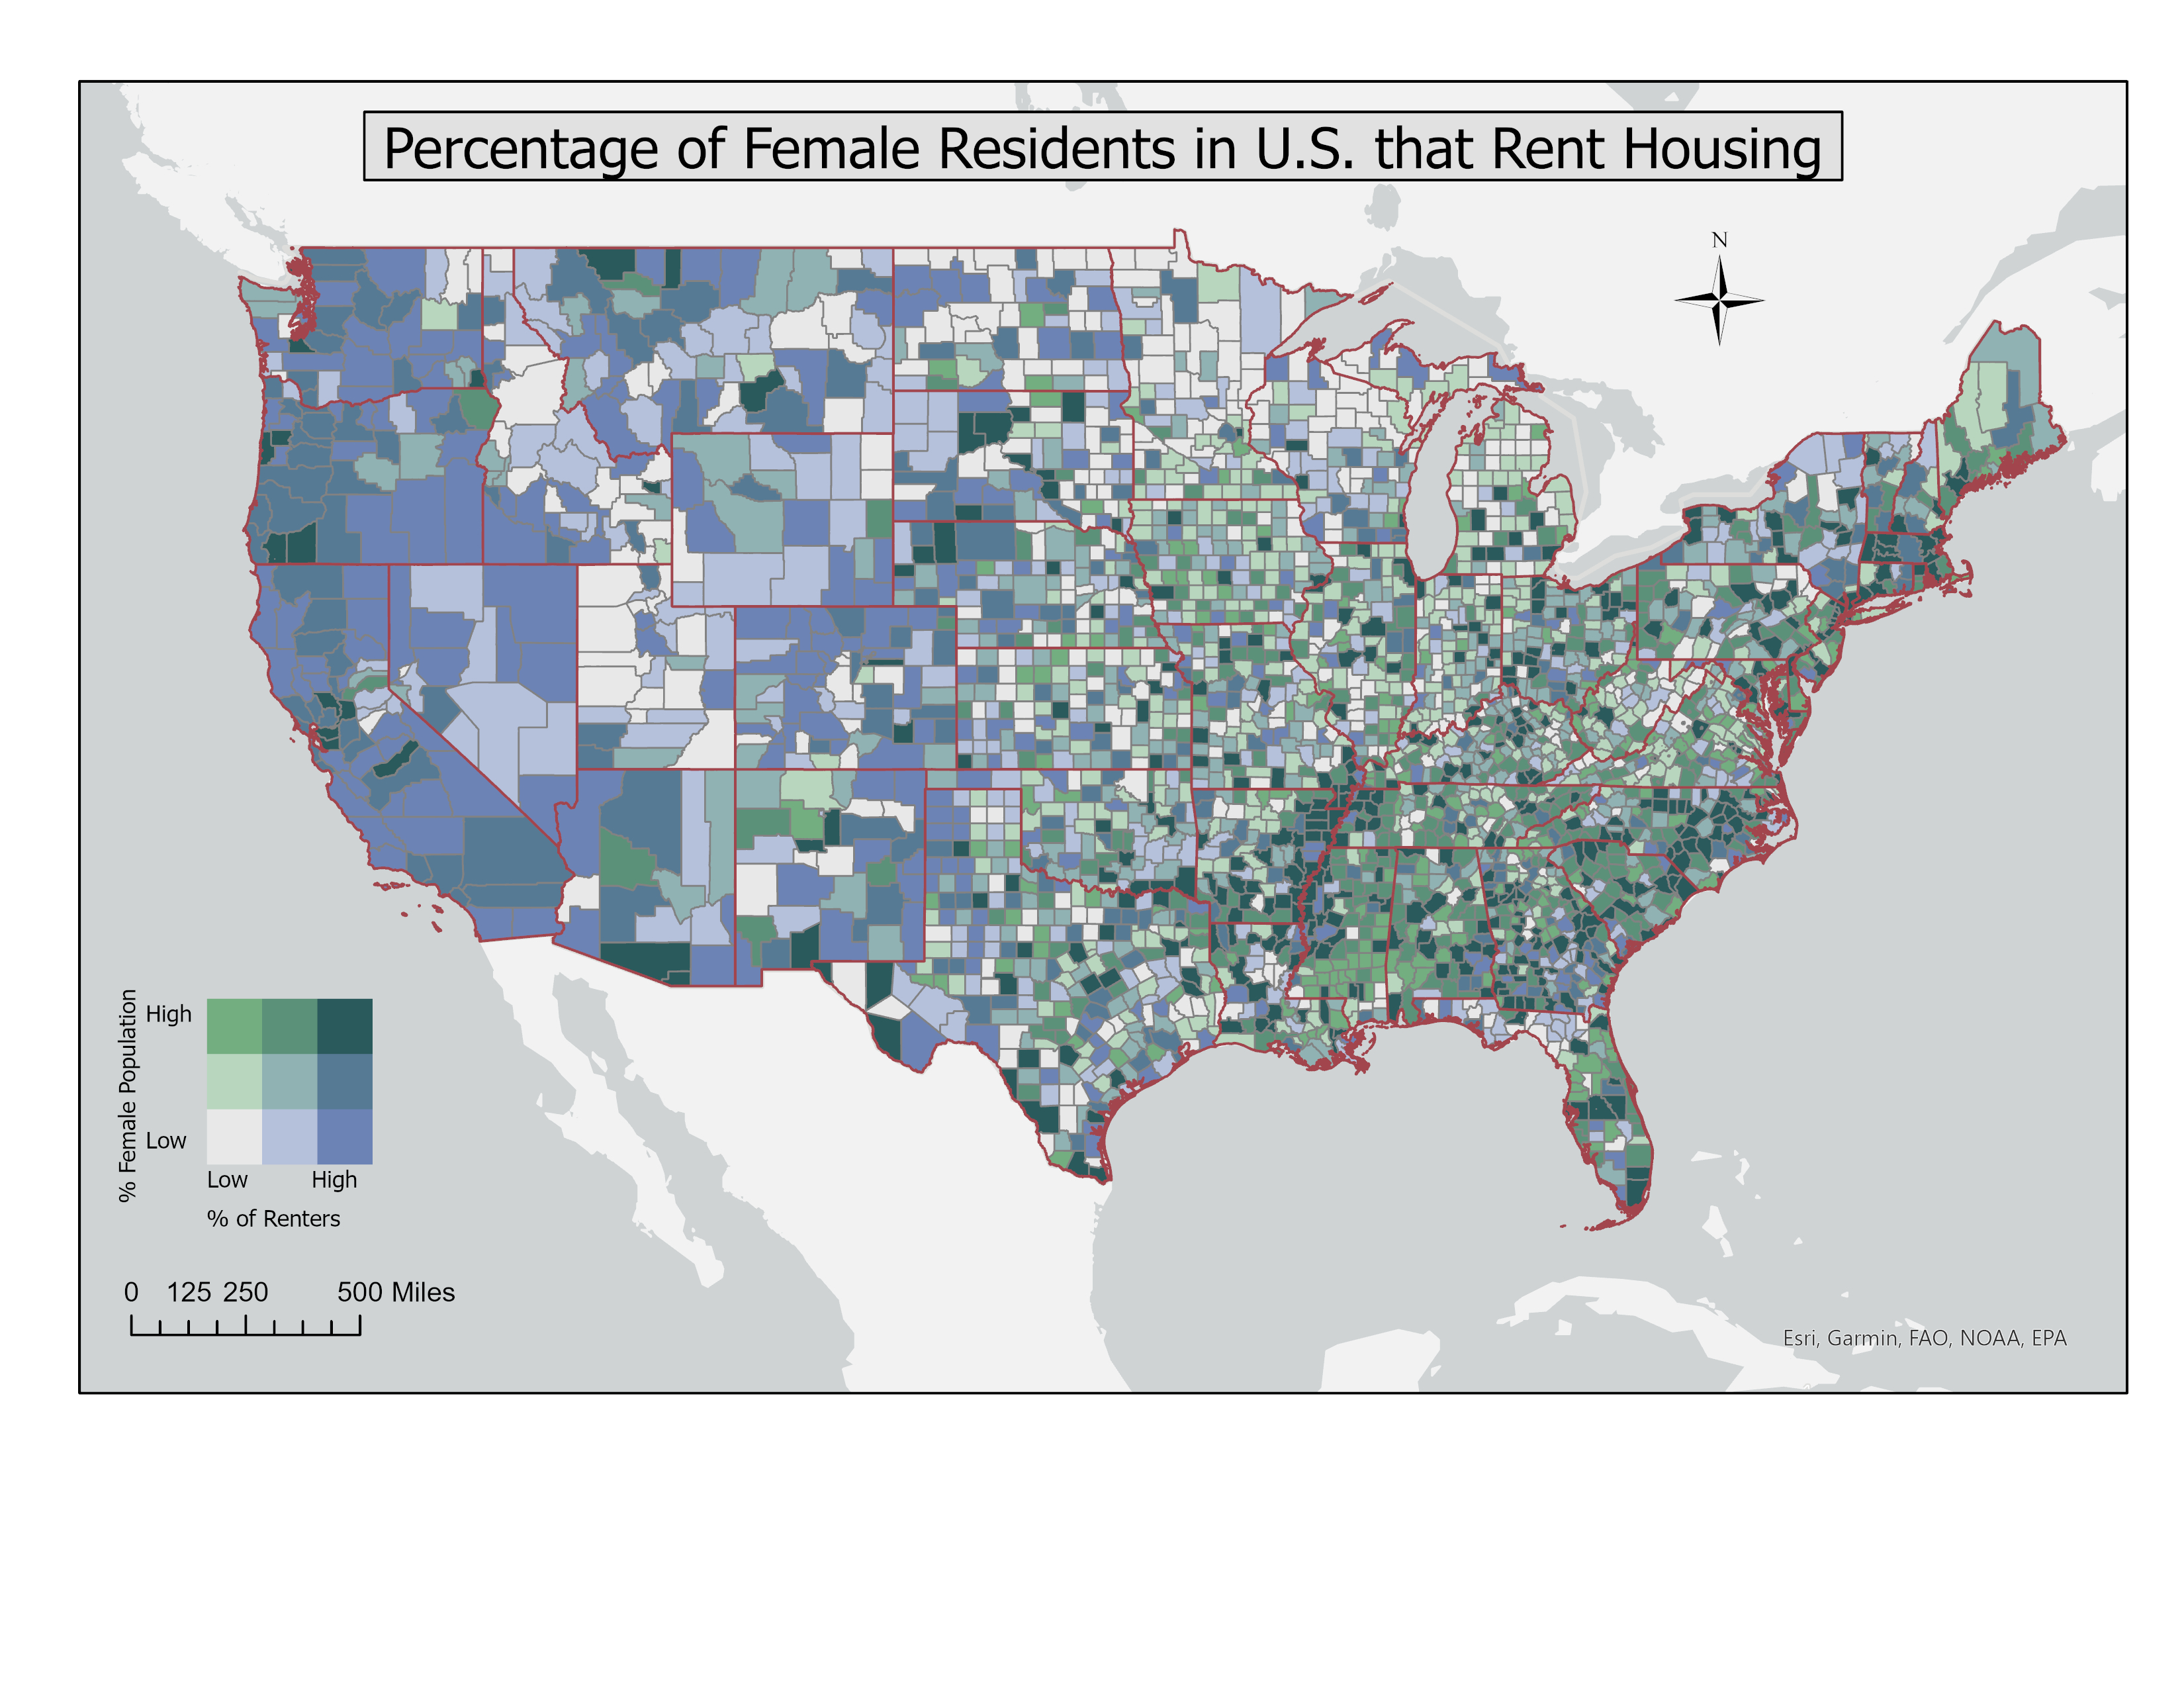 Percentage of Female Residents in U.S. that Rent Housing
N
% Female Population
High
Low
Low High
% of Renters
0 125 250 500 Miles
Esri, Garmin, FAO, NOAA, EPA